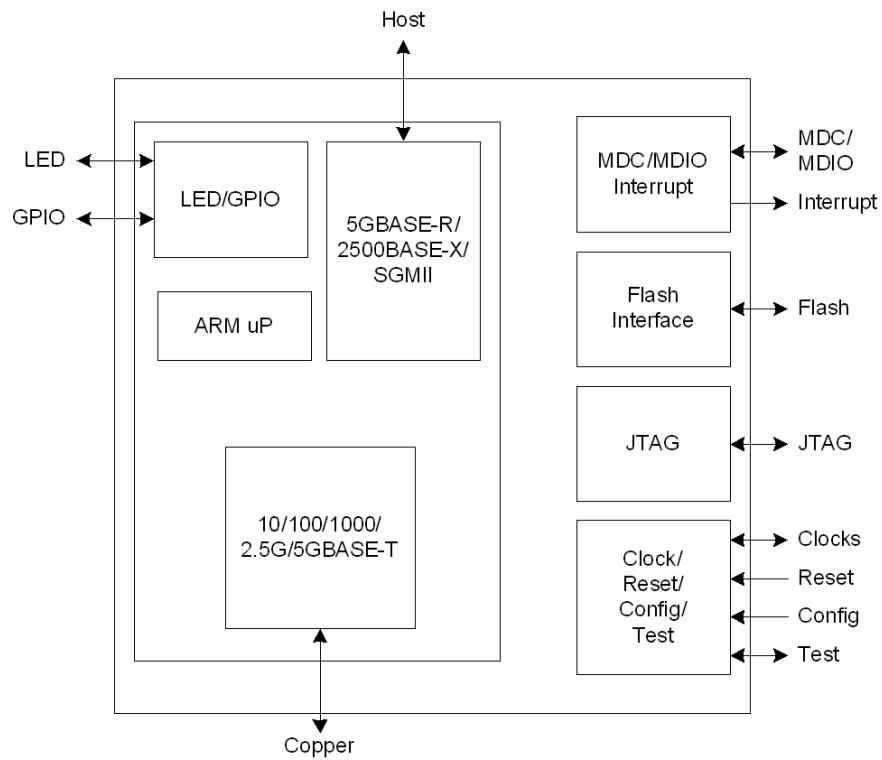 Host
LED
GPIO
LED/GPIO
5GBASE-R/
2500BASE-X/
SGMII
ARM uP
10/100/1000/
2.5G/5GBASE-T
Copper
MDC/MDIO
Interrupt
MDC/
MDIO
Interrupt
Flash
Interface
Flash
JTAG
JTAG
Clock/
Reset/
Config/
Test
Clocks
Reset
Config
Test